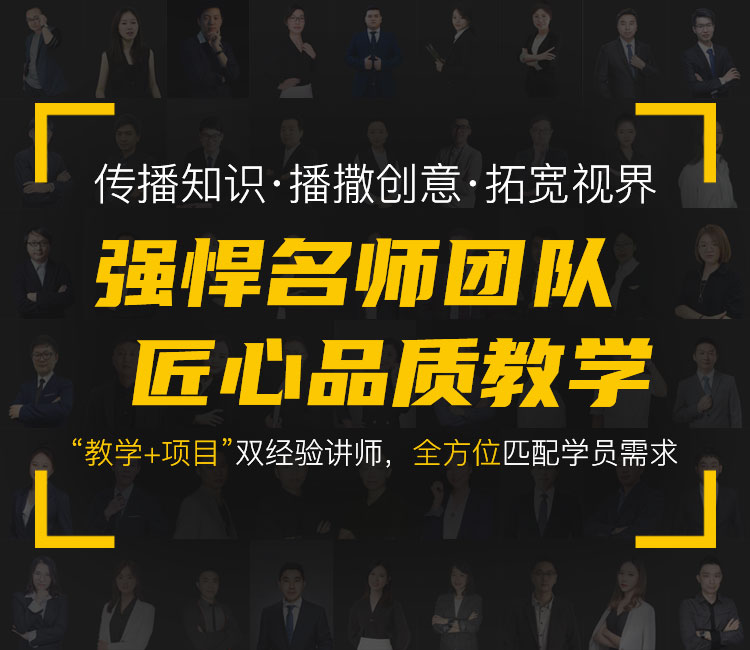 传播知识·播撒创意·拓宽视界
强悍名师团队
匠心品质教学
“教学+项目”双经验讲师，全方位匹配学员需求